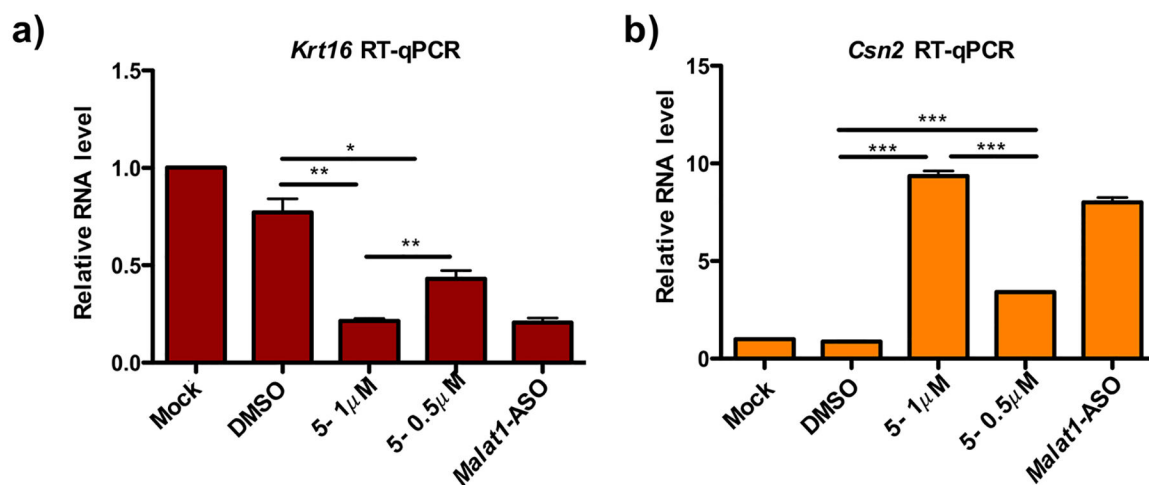 a)
Krt16 RT-qPCR
Relative RNA level
1.5
1.0
0.5
0.0
*
**
**
Mock
DMSO
5- 1μM
5- 0.5μM
Malat1-ASO
b)
Csn2 RT-qPCR
Relative RNA level
15
10
5
0
***
***
***
Mock
DMSO
5- 1μM
5- 0.5μM
Malat1-ASO